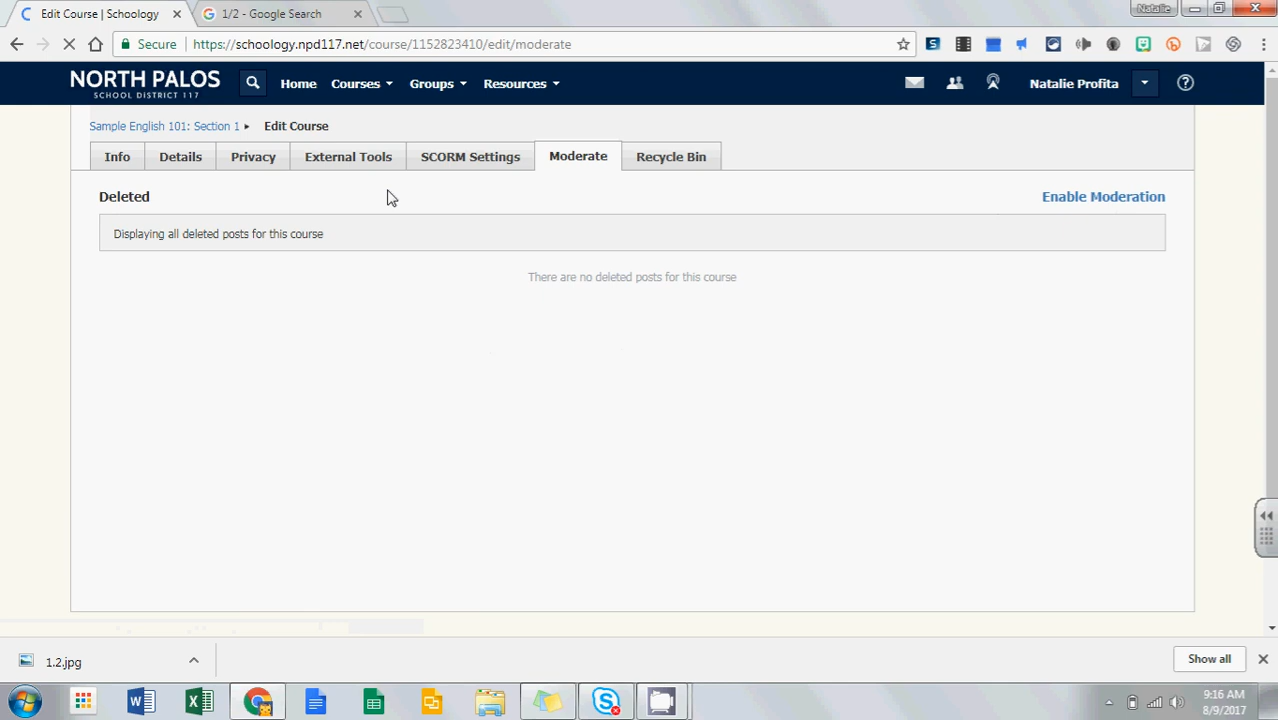 Edit Course | Schoology
1/2 - Google Search
Natalie
Secure
https://schoology.npd117.net/course/1153323410/edit/moderate
NORTH PALOS
SCHOOL DISTRICT 117
Home
Courses
Groups
Resources
Natalie Profita
Sample English 101: Section 1
Edit Course
Info
Details
Privacy
External Tools
SCORM Settings
Moderate
Recycle Bin
Deleted
Enable Moderation
Displaying all deleted posts for this course
There are no deleted posts for this course
1.2.jpg
Show all
9:16 AM
8/9/2017